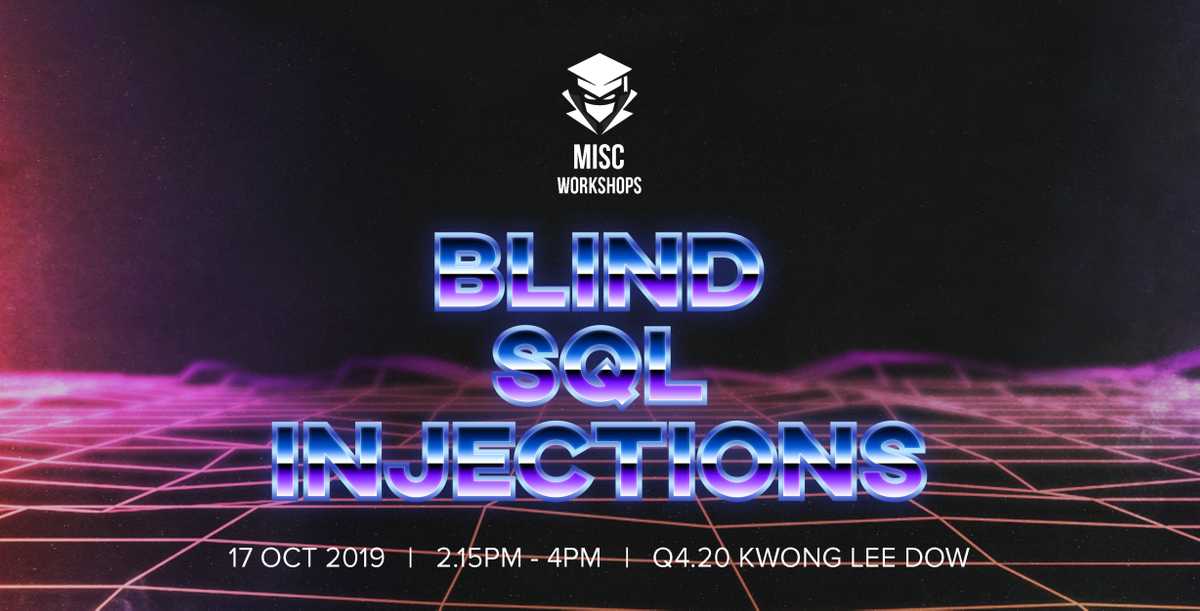 MISC
WORKSHOPS
BLIND
SQL
INJECTIONS
17 OCT 2019 | 2.15PM - 4PM | Q4.20 KWONG LEE DOW